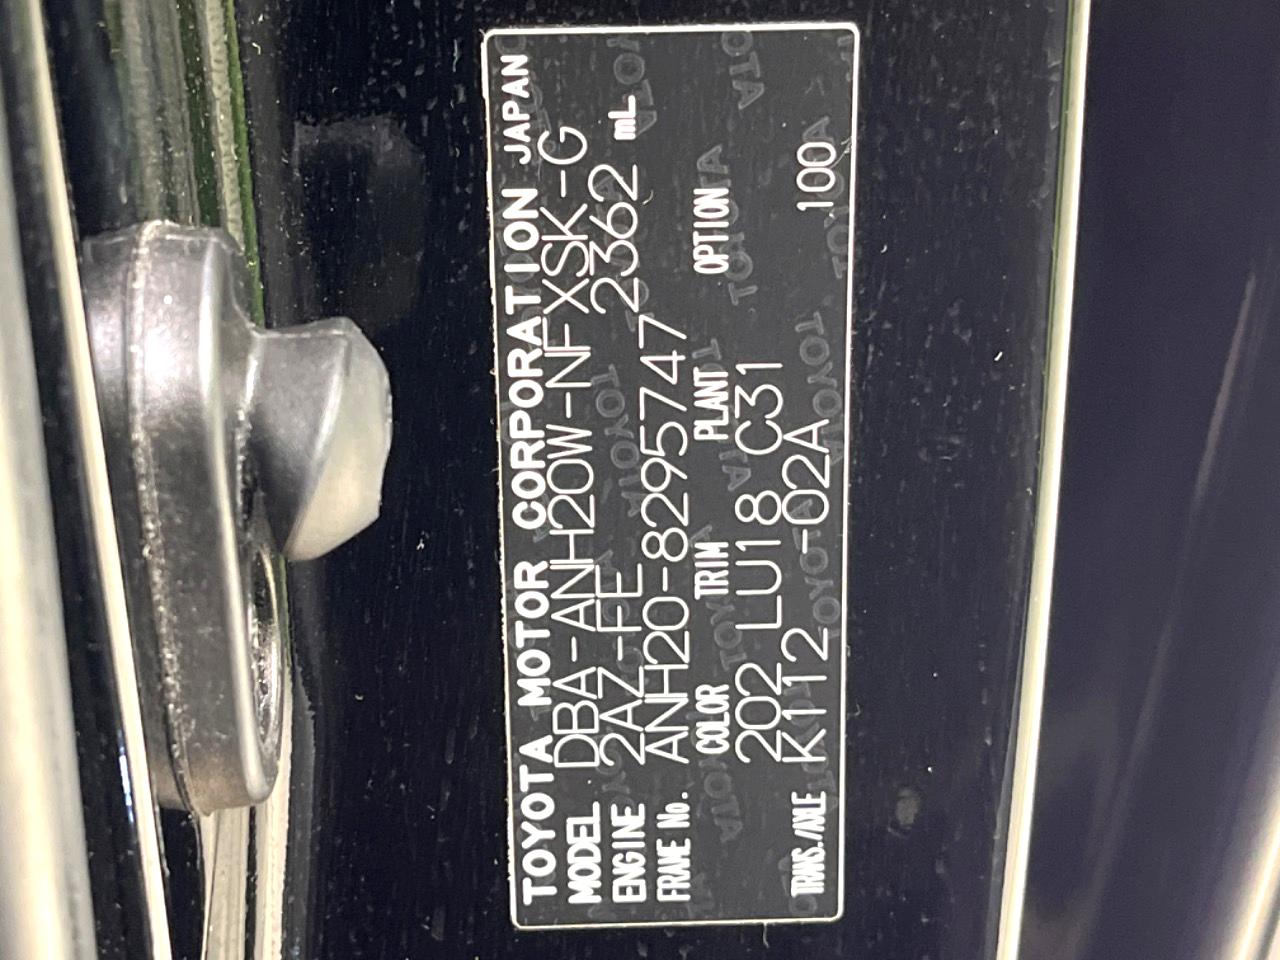 TOYOTA MOTOR CORPORATION JAPAN
MODEL DBA-ANH20W-NFXSK-G
ENGINE 2AZ-FE 2362 mL
FRAME No. ANH20-8295747
COLOR TRIM PLANT OPTION
202 LU18 C31
TRANS./AXLE K112 -02A 100